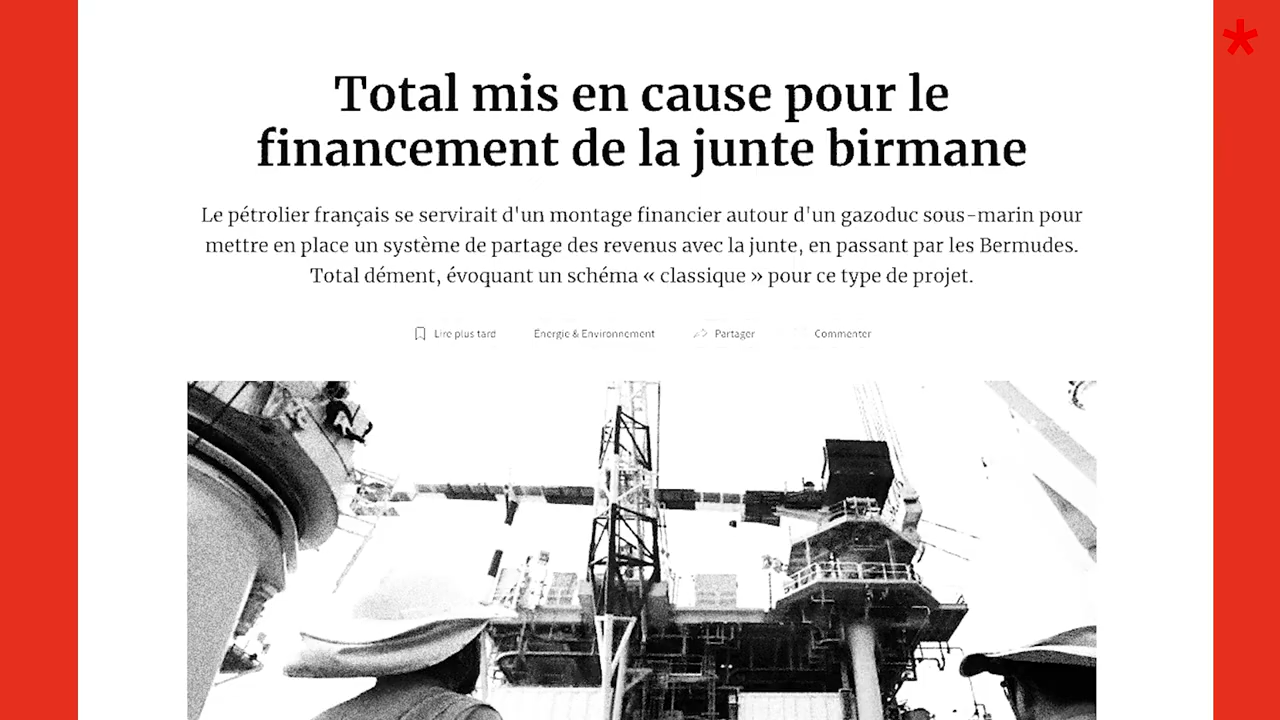 Total mis en cause pour le
financement de la junte birmane
Le pétrolier français se servirait d'un montage financier autour d'un gazoduc sous-marin pour
mettre en place un système de partage des revenus avec la junte, en passant par les Bermudes.
Total dément, évoquant un schéma « classique » pour ce type de projet.
Lire plus tard Energie & Environnement Partager Commenter